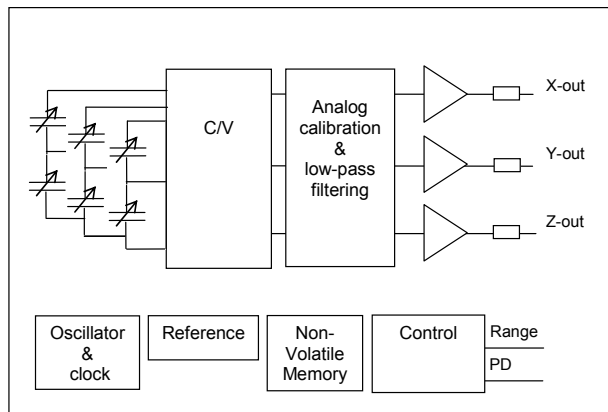 X-out
C/V
Analog
calibration
&
low-pass
filtering
Y-out
Z-out
Oscillator
&
clock
Reference
Non-
Volatile
Memory
Control
Range
PD